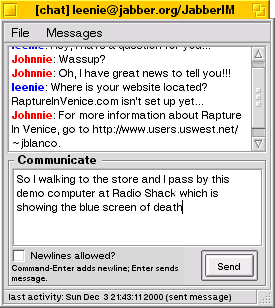 [chat] leenie@jabber.org/JabberIM
File Messages
leenie: Hey, I have a question for you...
Johnnie: Wassup?
Johnnie: Oh, I have great news to tell you!!!
leenie: Where is your website located?
RaptureInVenice.com isn't set up yet...
Johnnie: For more information about Rapture
In Venice, go to http://www.users.uswest.net/
~jblanco.
Communicate
So I walking to the store and I pass by this
demo computer at Radio Shack which is
showing the blue screen of death
Newlines allowed?
Command-Enter adds newline; Enter sends
message.
Send
last activity: Sun Dec 3 21:43:11 2000 (sent message)